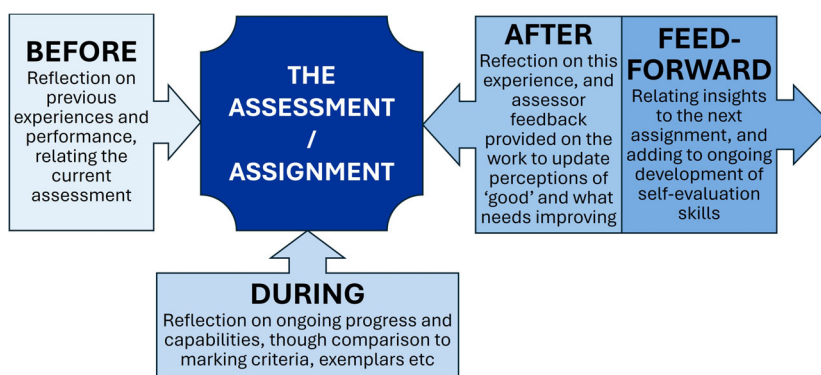 BEFORE
Reflection on
previous
experiences and
performance,
relating the
current
assessment
THE
ASSESSMENT
/
ASSIGNMENT
AFTER
Reflection on this
experience, and
assessor
feedback
provided on the
work to update
perceptions of
‘good’ and what
needs improving
FEED-
FORWARD
Relating insights
to the next
assignment, and
adding to ongoing
development of
self-evaluation
skills
DURING
Reflection on ongoing progress and
capabilities, though comparison to
marking criteria, exemplars etc